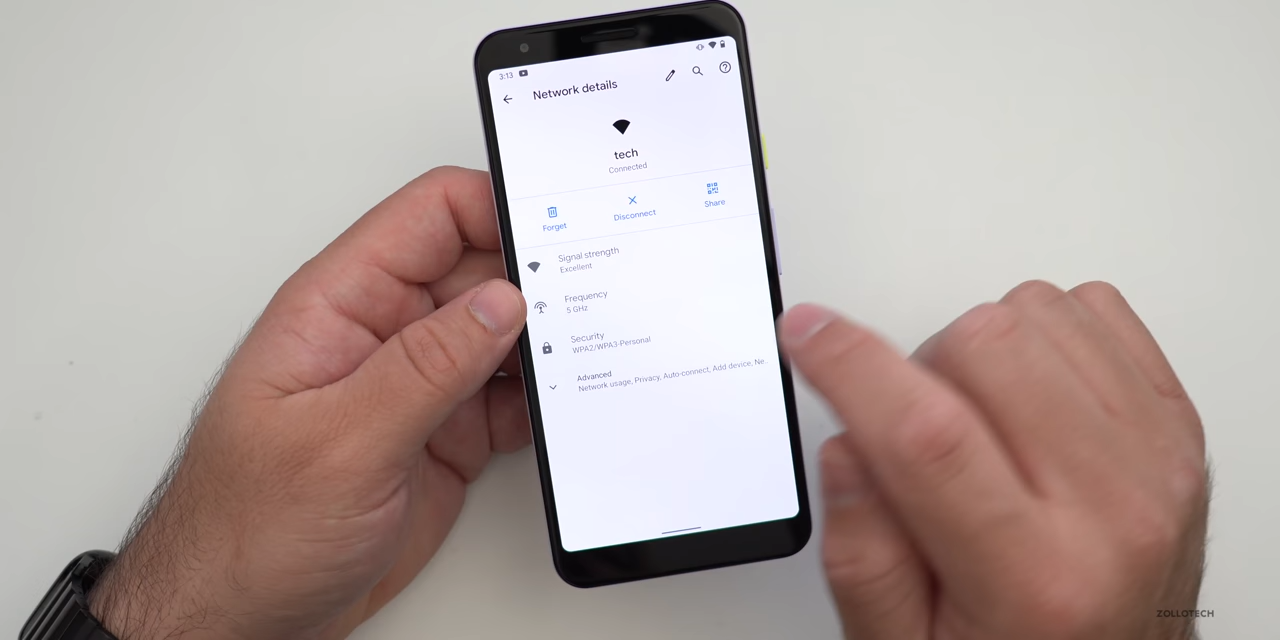 3:13
Network details
tech
Connected
Forget
Disconnect
Share
Signal strength
Excellent
Frequency
5 GHz
Security
WPA2/WPA3-Personal
Advanced
Network usage, Privacy, Auto-connect, Add device, Ne..
ZOLLOTECH